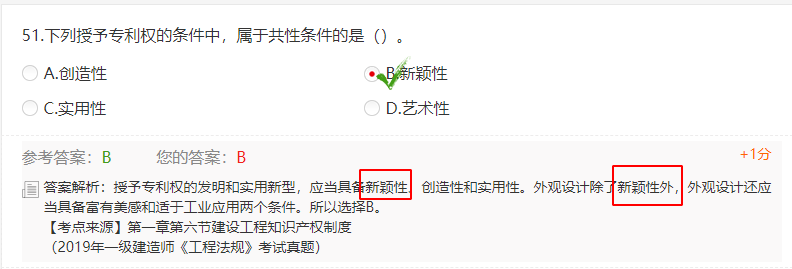 51.下列授予专利权的条件中，属于共性条件的是（）。
A.创造性 B.新颖性
C.实用性 D.艺术性
参考答案：B 您的答案：B +1分
答案解析：授予专利权的发明和实用新型，应当具备新颖性、创造性和实用性。外观设计除了新颖性外，外观设计还应
当具备富有美感和适于工业应用两个条件。所以选择B。
【考点来源】第一章第六节建设工程知识产权制度
（2019年一级建造师《工程法规》考试真题）